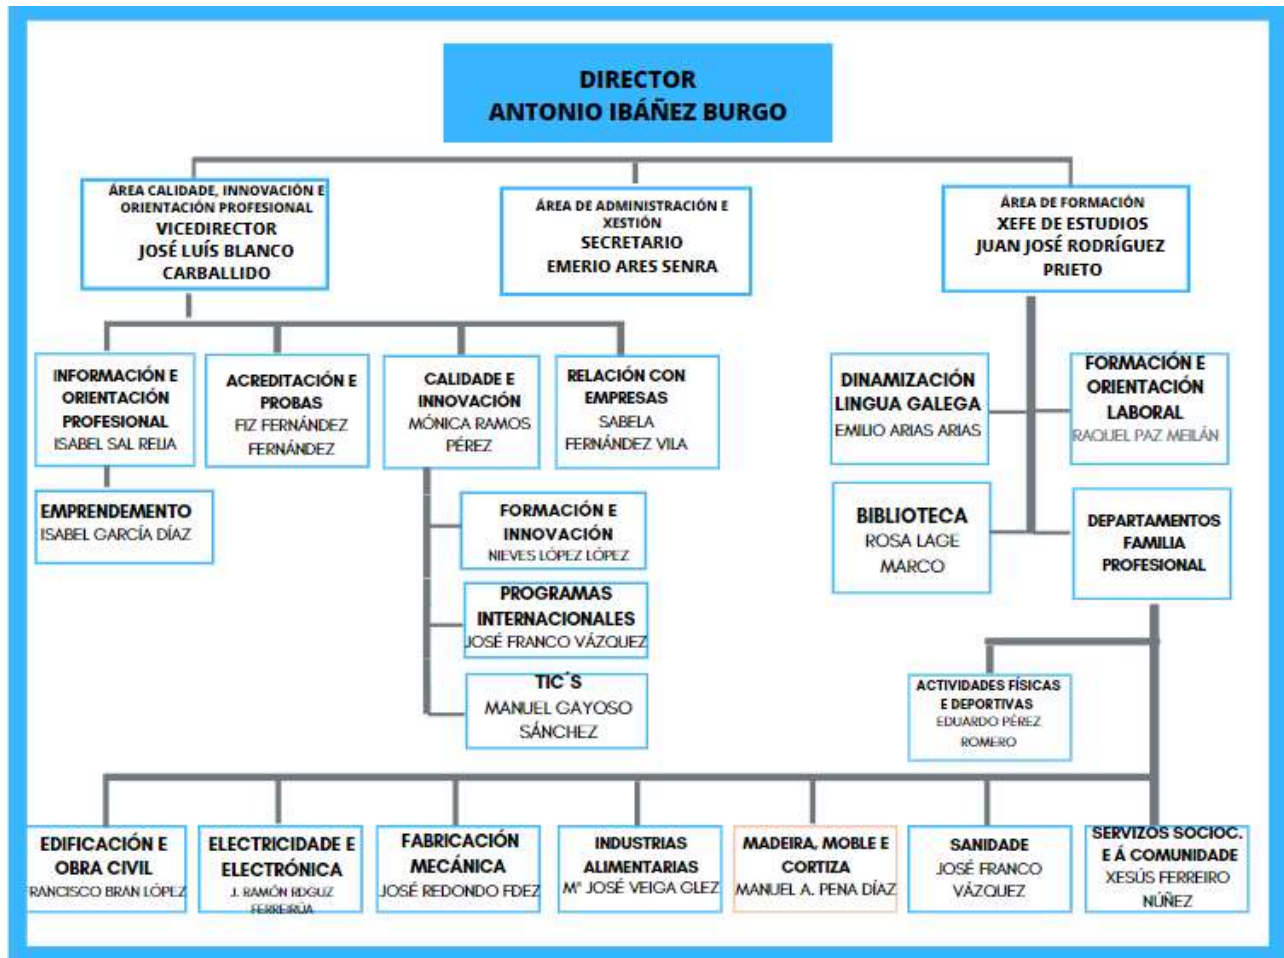 DIRECTOR
ANTONIO IBÁÑEZ BURGO
ÁREA CALIDADE, INNOVACIÓN E
ORIENTACIÓN PROFESIONAL
VICEDIRECTOR
JOSÉ LUÍS BLANCO
CARBALLIDO
ÁREA DE ADMINISTRACIÓN E
XESTIÓN
SECRETARIO
EMERIO ARES SENRA
ÁREA DE FORMACIÓN
XEFE DE ESTUDIOS
JUAN JOSÉ RODRÍGUEZ
PRIETO
INFORMACIÓN E
ORIENTACIÓN
PROFESIONAL
ISABEL SAL REIJA
ACREDITACIÓN E
PROBAS
FIZ FERNÁNDEZ
FERNÁNDEZ
CALIDADE E
INNOVACIÓN
MÓNICA RAMOS
PÉREZ
RELACIÓN CON
EMPRESAS
SABELA
FERNÁNDEZ VILA
DINAMIZACIÓN
LINGUA GALEGA
EMILIO ARIAS ARIAS
FORMACIÓN E
ORIENTACIÓN
LABORAL
RAQUEL PAZ MEILÁN
EMPRENDEMENTO
ISABEL GARCÍA DÍAZ
FORMACIÓN E
INNOVACIÓN
NIEVES LÓPEZ LÓPEZ
BIBLIOTECA
ROSA LAGE
MARCO
DEPARTAMENTOS
FAMILIA
PROFESIONAL
PROGRAMAS
INTERNACIONALES
JOSÉ FRANCO VÁZQUEZ
TIC´S
MANUEL GAYOSO
SÁNCHEZ
ACTIVIDADES FÍSICAS
E DEPORTIVAS
EDUARDO PÉREZ
ROMERO
EDIFICACIÓN E
OBRA CIVIL
FRANCISCO BRAN LÓPEZ
ELECTRICIDADE E
ELECTRÓNICA
J. RAMÓN RDGUZ
FERREIRÚA
FABRICACIÓN
MECÁNICA
JOSÉ REDONDO FDEZ
INDUSTRIAS
ALIMENTARIAS
Mª JOSÉ VEIGA GLEZ
MADEIRA, MOBLE E
CORTIZA
MANUEL A. PENA DÍAZ
SANIDADE
JOSÉ FRANCO
VÁZQUEZ
SERVIZOS SOCIOC.
E Á COMUNIDADE
XESÚS FERREIRO
NÚÑEZ